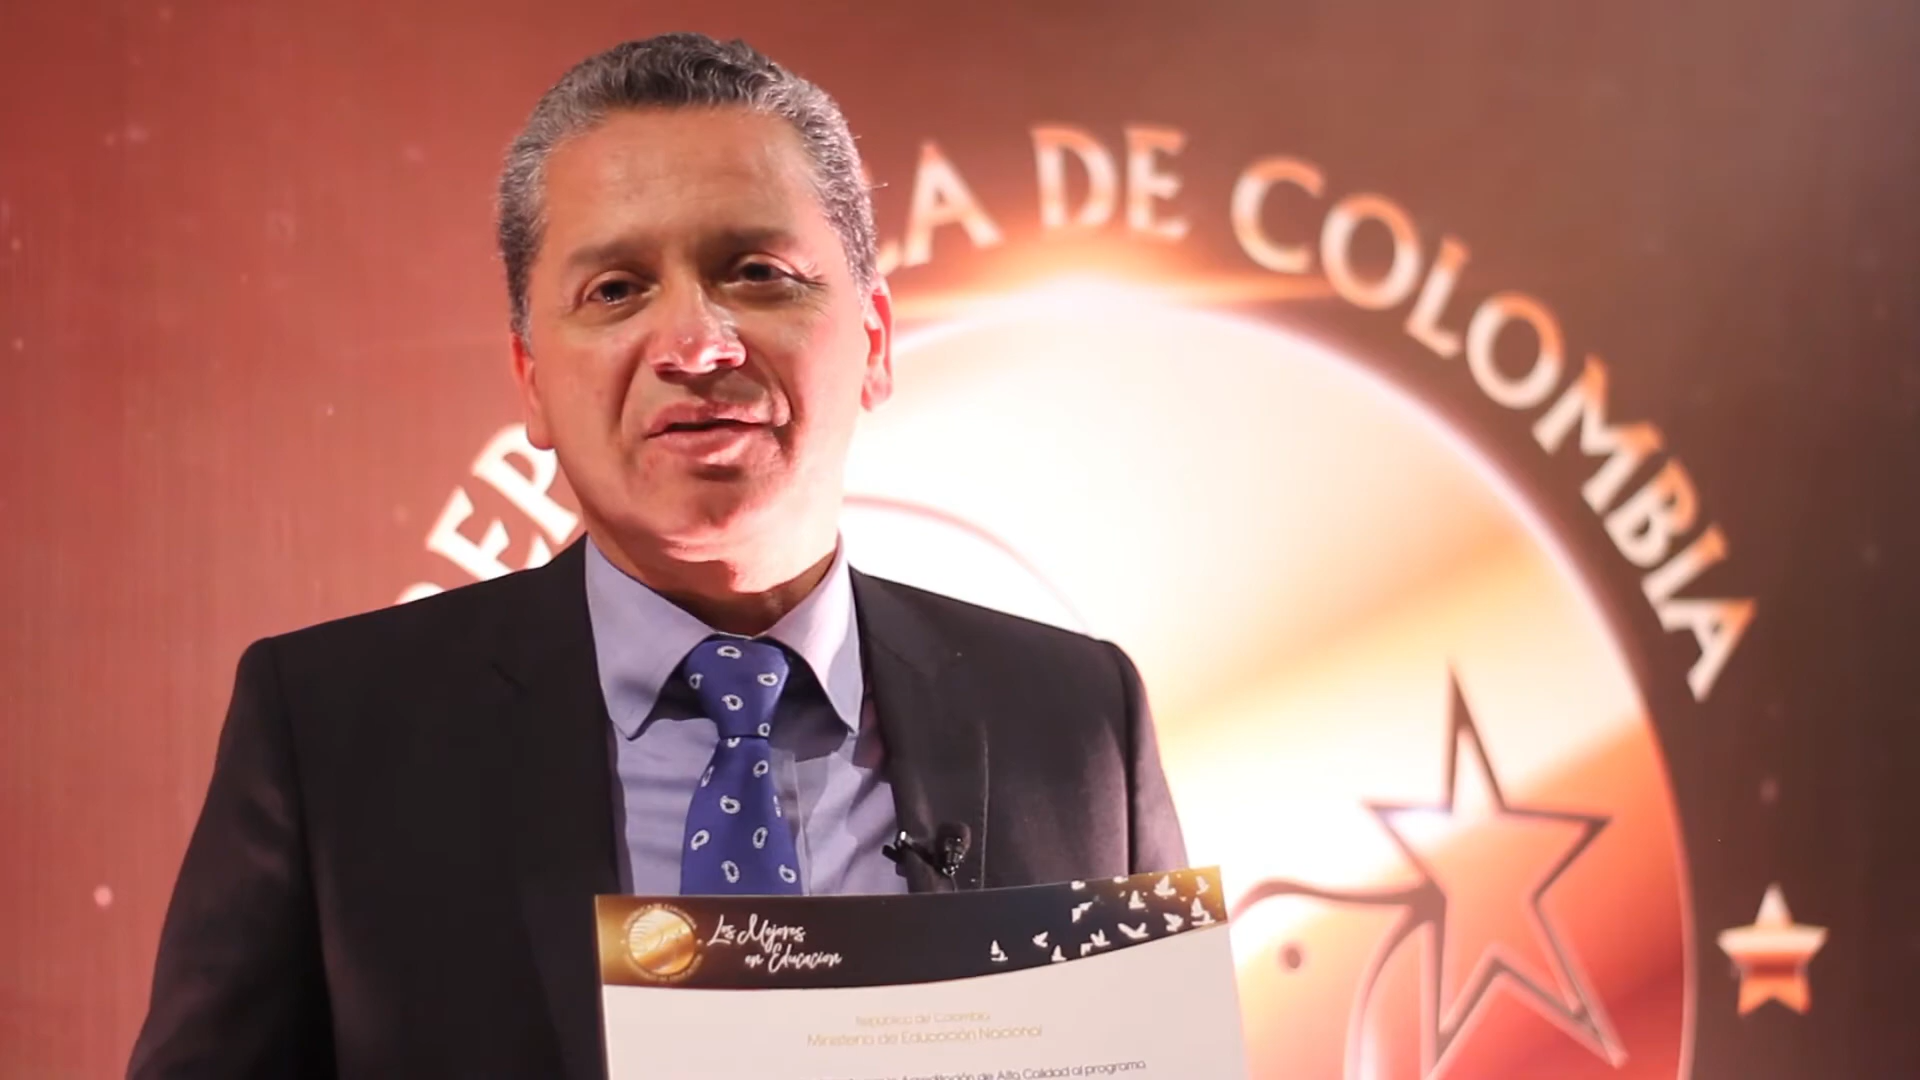 REP LA DE COLOMBIA
Los Mejores
en Educación
República de Colombia
Ministerio de Educación Nacional
Acreditación de Alta Calidad al programa